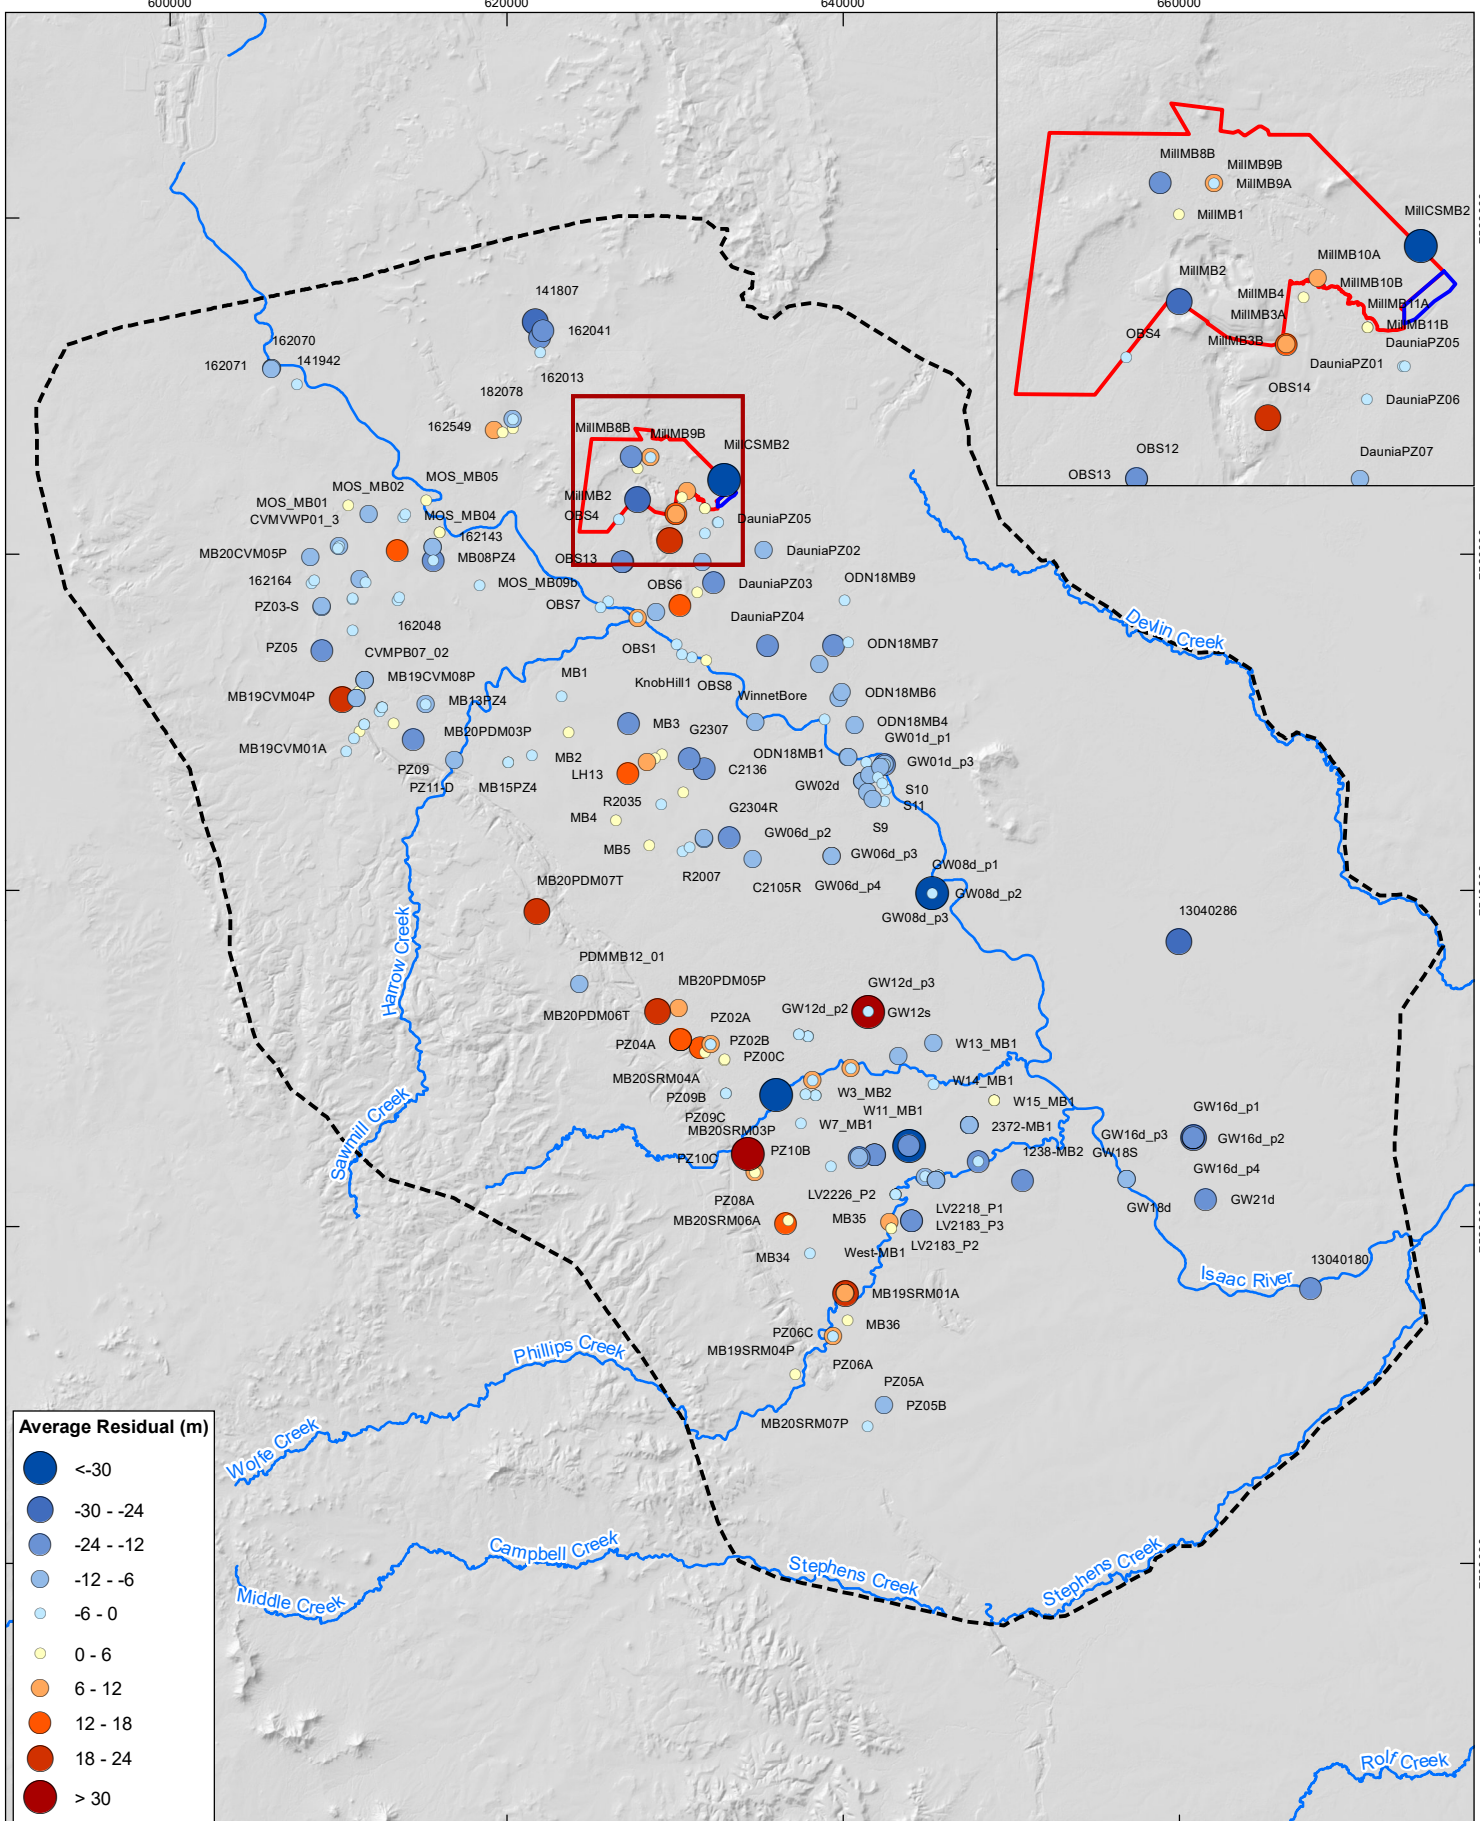 600000
620000
640000
660000
MillMB8B
MillMB9B
MillMB9A
MillMB1
MillCSMB2
MillMB10A
MillMB2
MillMB10B
MillMB4
MillMB11A
MillMB3A
MillMB11B
OBS4
MillMB3B
DauniaPZ05
DauniaPZ01
OBS14
DauniaPZ06
OBS12
DauniaPZ07
OBS13
141807
162041
162070
162071
141942
162013
182078
162549
MillMB8B
MillMB9B
MillCSMB2
MOS_MB05
MOS_MB02
MOS_MB01
MillMB2
CVMVWP01_3
MOS_MB04
OBS4
DauniaPZ05
162143
MB20CVM05P
MB08PZ4
OBS13
DauniaPZ02
162164
MOS_MB09b
OBS6
DauniaPZ03
ODN18MB9
PZ03-S
OBS7
162048
DauniaPZ04
PZ05
CVMPB07_02
OBS1
ODN18MB7
MB19CVM08P
MB1
KnobHill1
OBS8
MB19CVM04P
MB13PZ4
WinnetBore
ODN18MB6
MB20PDM03P
MB3
G2307
ODN18MB4
MB19CVM01A
GW01d_p1
PZ09
MB2
ODN18MB1
GW01d_p3
LH13
C2136
PZ11-D
MB15PZ4
GW02d
S10
R2035
S11
MB4
G2304R
S9
MB5
GW06d_p2
GW06d_p3
R2007
GW08d_p1
MB20PDM07T
C2105R
GW06d_p4
GW08d_p2
GW08d_p3
13040286
PDMMB12_01
MB20PDM05P
GW12d_p3
MB20PDM06T
PZ02A
GW12d_p2
GW12s
PZ04A
PZ02B
W13_MB1
PZ00C
MB20SRM04A
W14_MB1
PZ09B
W3_MB2
W15_MB1
PZ09C
W11_MB1
GW16d_p1
MB20SRM03P
W7_MB1
2372-MB1
GW16d_p3
GW16d_p2
PZ10C
PZ10B
1238-MB2
GW18S
GW16d_p4
PZ08A
LV2226_P2
GW21d
MB20SRM06A
MB35
LV2218_P1
GW18d
LV2183_P3
MB34
West-MB1
LV2183_P2
13040180
MB19SRM01A
MB36
PZ06C
MB19SRM04P
PZ06A
PZ05A
PZ05B
MB20SRM07P
Devlin Creek
Harrow Creek
Sawmill Creek
Isaac River
Phillips Creek
Wolfe Creek
Campbell Creek
Stephens Creek
Stephens Creek
Middle Creek
Rolf Creek
Average Residual (m)
<-30
-30 - -24
-24 - -12
-12 - -6
-6 - 0
0 - 6
6 - 12
12 - 18
18 - 24
> 30